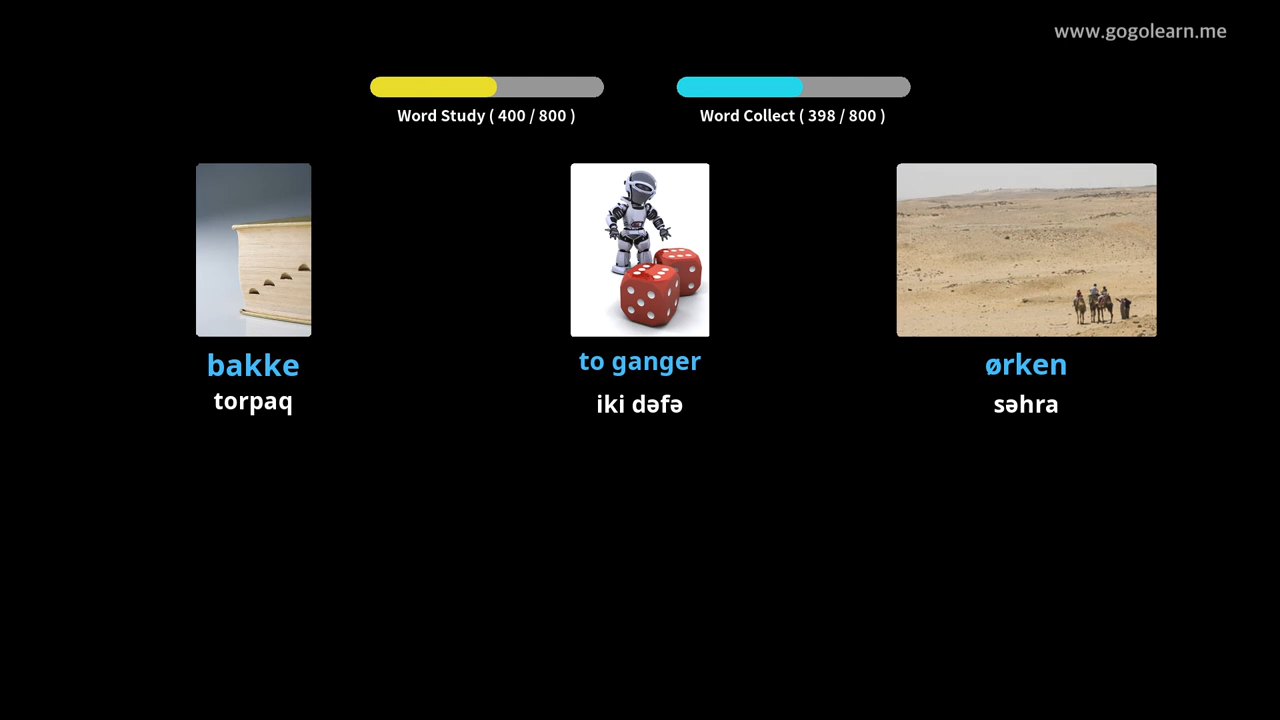 www.gogolearn.me
Word Study ( 400 / 800 )
Word Collect ( 398 / 800 )
bakke
torpaq
to ganger
iki dəfə
ørken
səhra